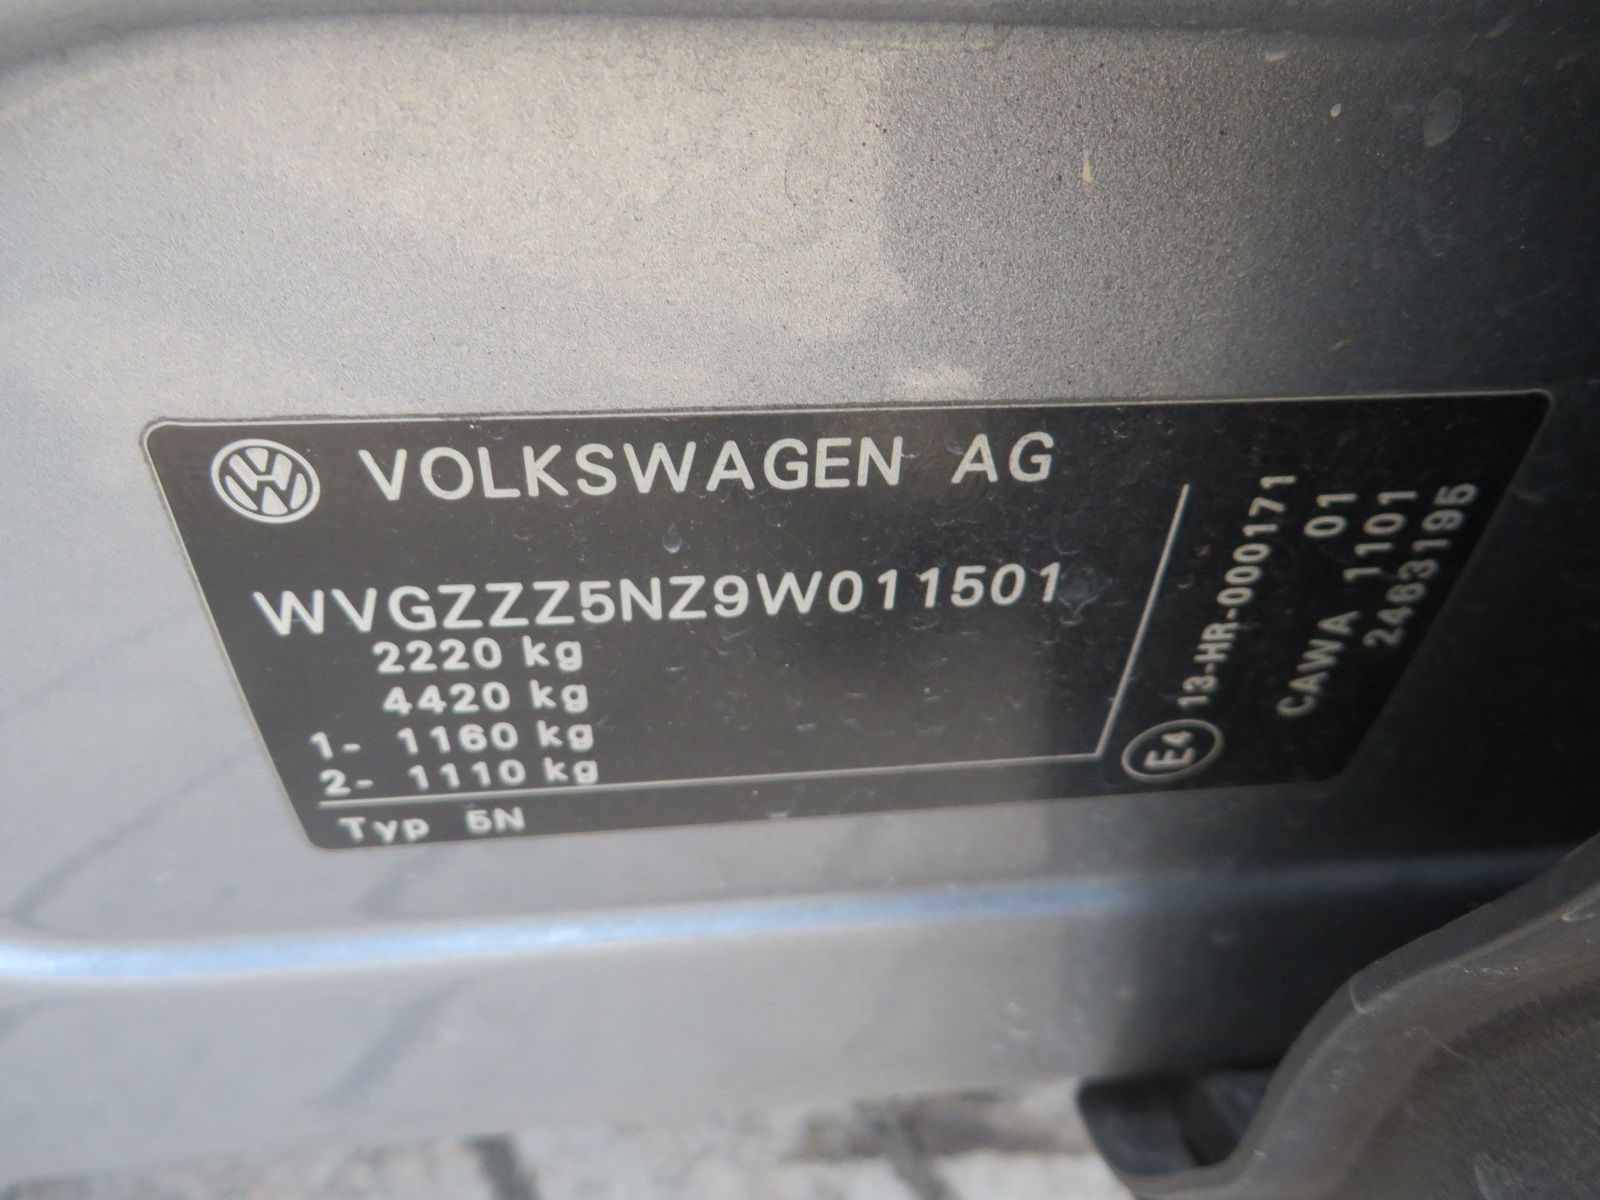 VOLKSWAGEN AG
WVGZZZ5NZ9W011501
2220 kg
4420 kg
1- 1160 kg
2- 1110 kg
Typ 5N
E4 13-HR-000171
CAWA 01
1101
2463195